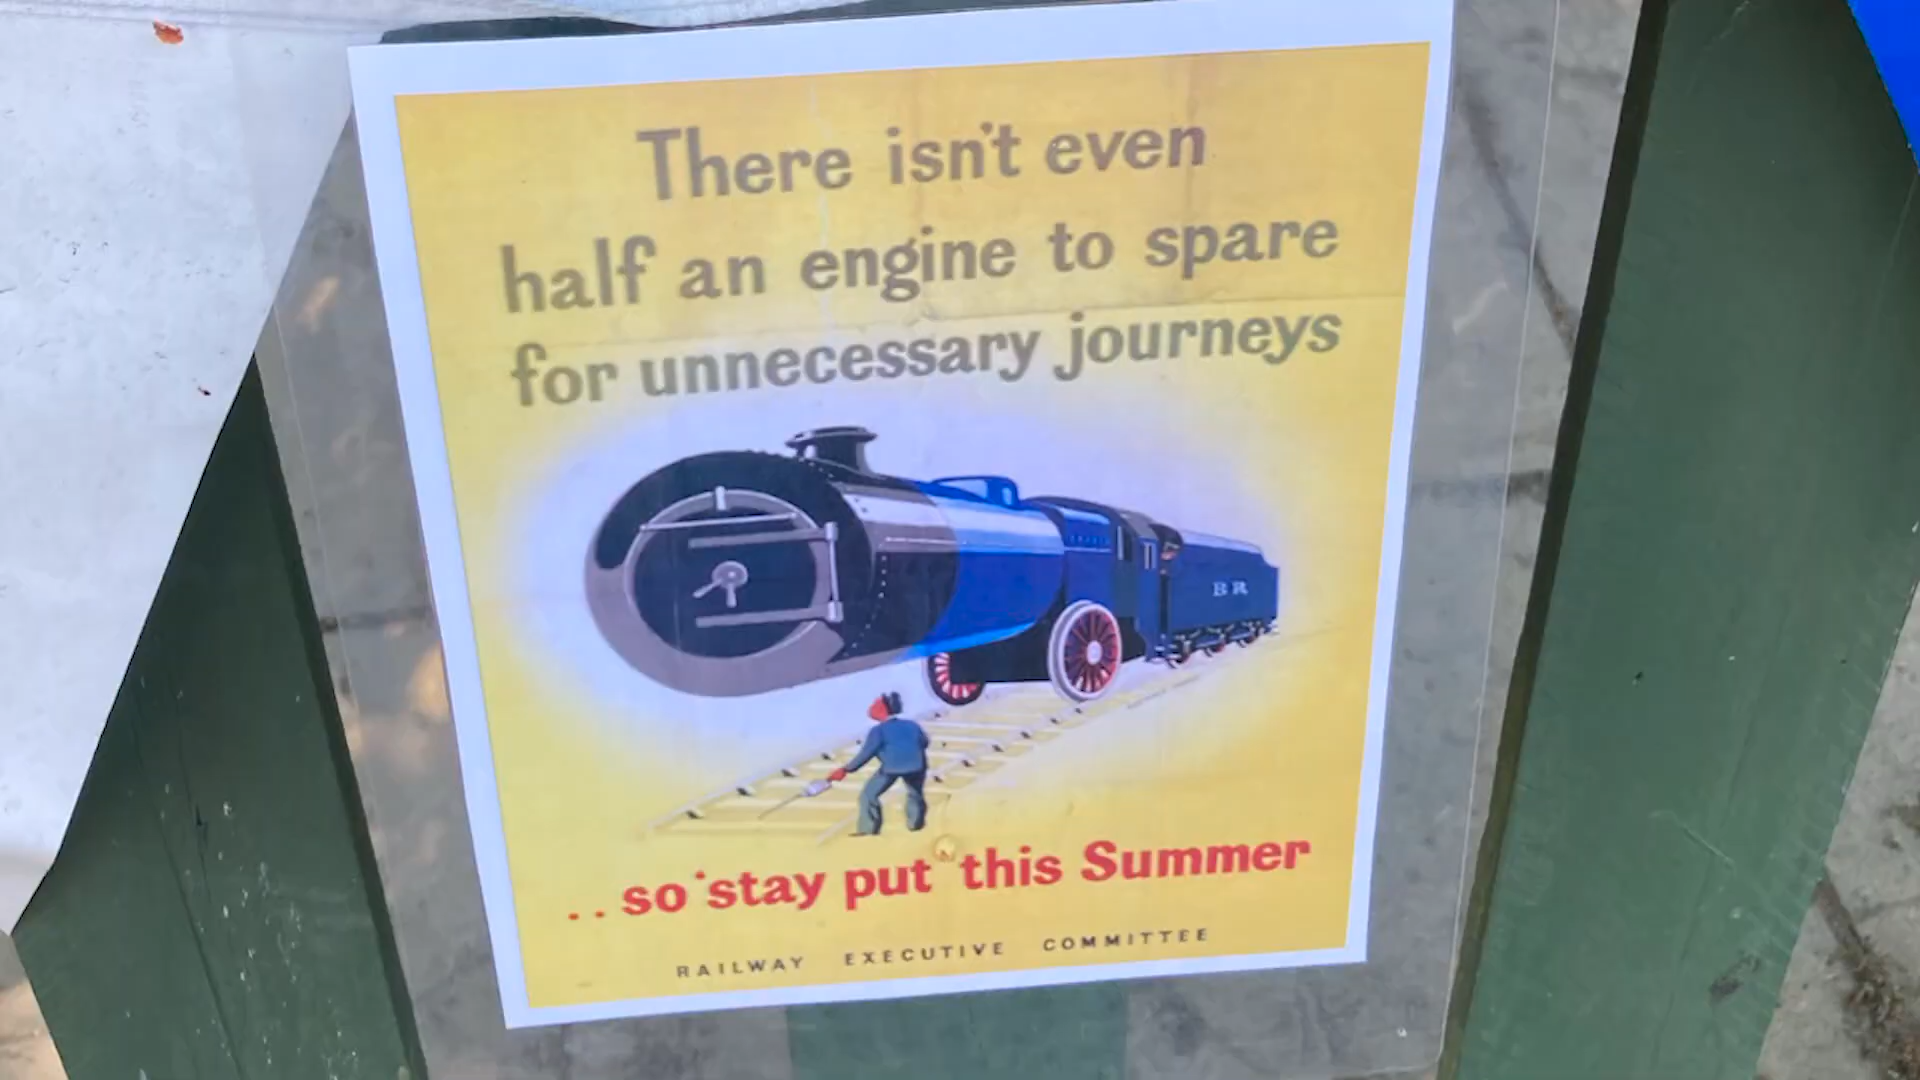 There isn't even
half an engine to spare
for unnecessary journeys
B R
.. so 'stay put' this Summer
RAILWAY EXECUTIVE COMMITTEE